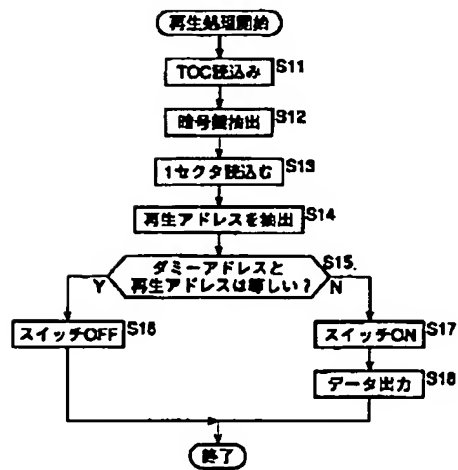 再生処理開始
TOC読込み S11
暗号鍵抽出 S12
1セクタ読込む S13
再生アドレスを抽出 S14
ダミーアドレスと S15
再生アドレスは等しい?
Y N
スイッチOFF S16
スイッチON S17
データ出力 S18
終了